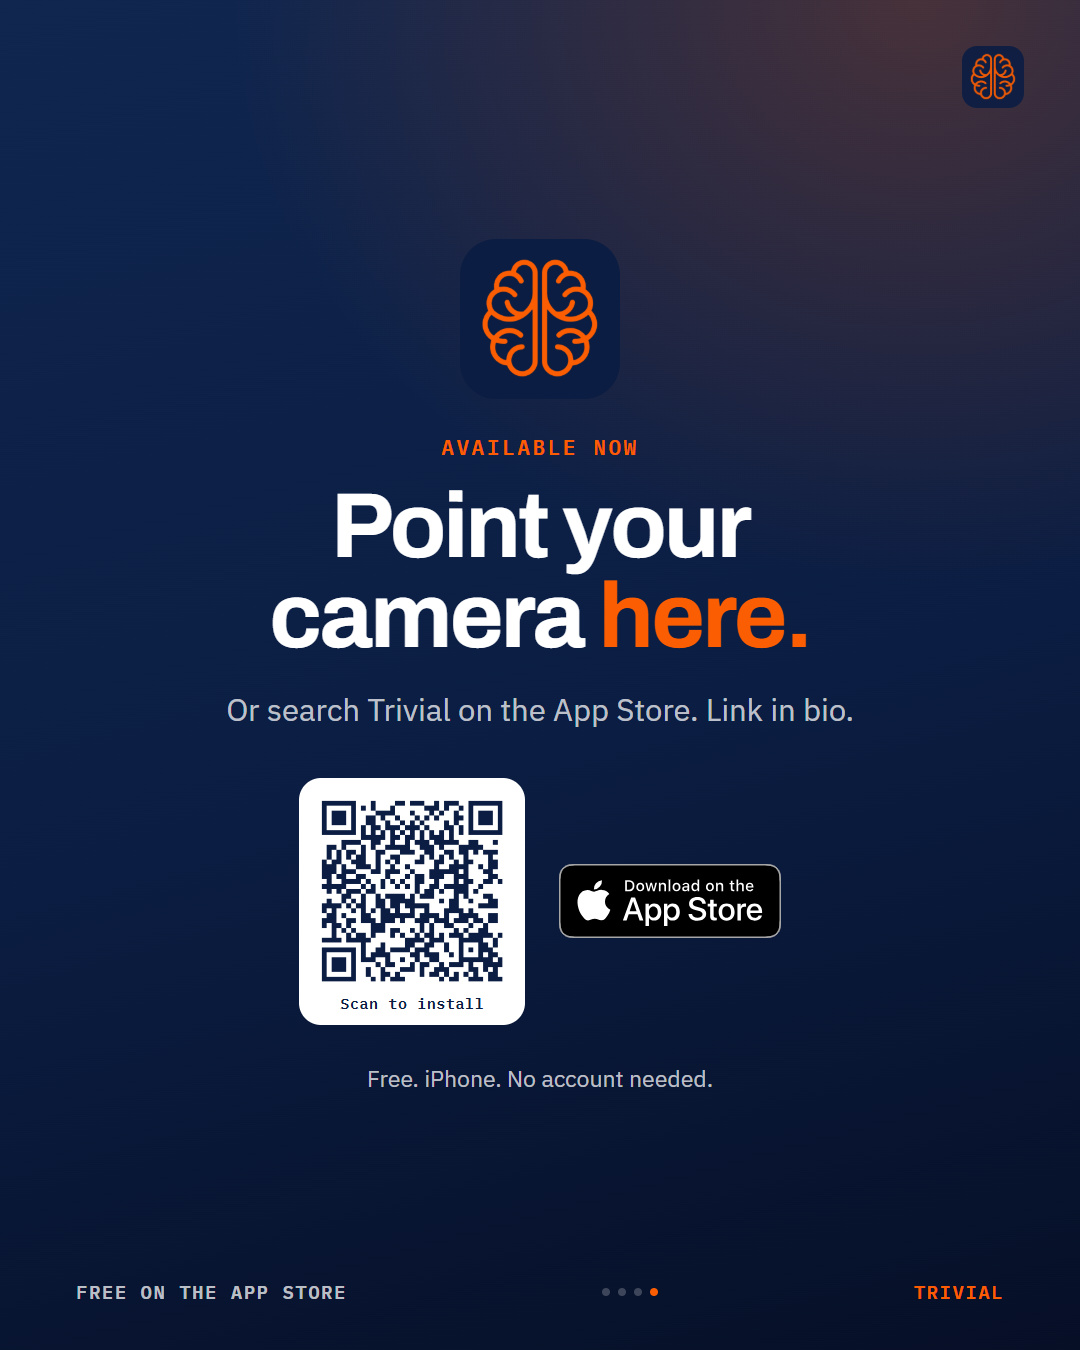 AVAILABLE NOW
Point your
camera here.
Or search Trivial on the App Store. Link in bio.
Download on the
App Store
Scan to install
Free. iPhone. No account needed.
FREE ON THE APP STORE
TRIVIAL